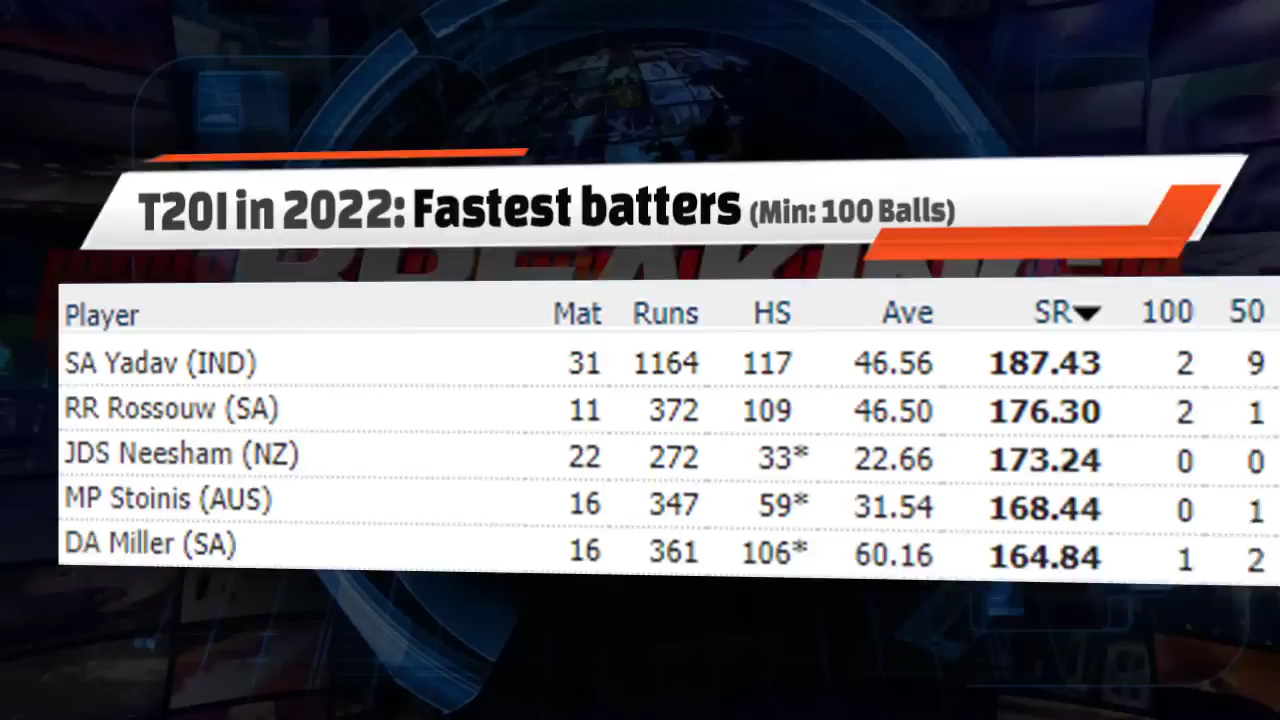 T20I in 2022: Fastest batters (Min: 100 Balls)
BREAKING
Player Mat Runs HS Ave SR 100 50
SA Yadav (IND) 31 1164 117 46.56 187.43 2 9
RR Rossouw (SA) 11 372 109 46.50 176.30 2 1
JDS Neesham (NZ) 22 272 33* 22.66 173.24 0 0
MP Stoinis (AUS) 16 347 59* 31.54 168.44 0 1
DA Miller (SA) 16 361 106* 60.16 164.84 1 2